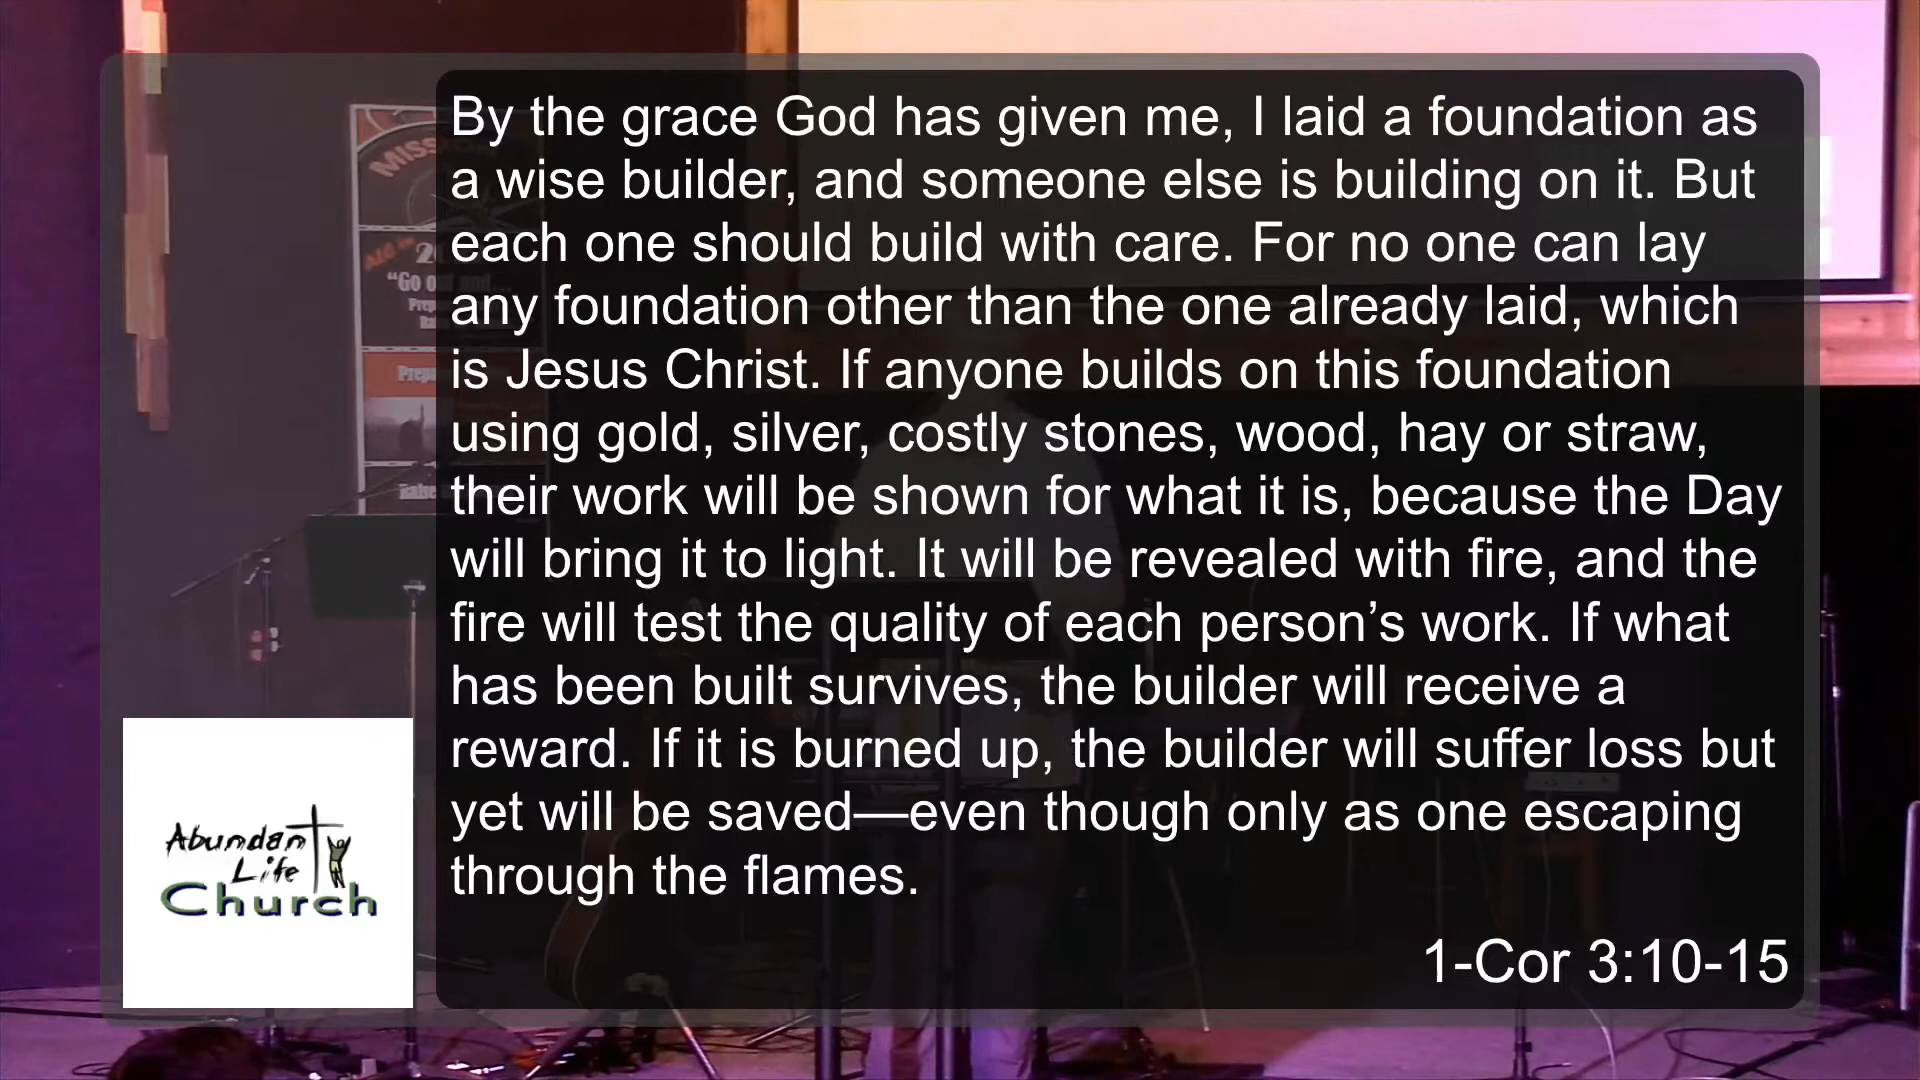 By the grace God has given me, I laid a foundation as
a wise builder, and someone else is building on it. But
each one should build with care. For no one can lay
any foundation other than the one already laid, which
is Jesus Christ. If anyone builds on this foundation
using gold, silver, costly stones, wood, hay or straw,
their work will be shown for what it is, because the Day
will bring it to light. It will be revealed with fire, and the
fire will test the quality of each person’s work. If what
has been built survives, the builder will receive a
reward. If it is burned up, the builder will suffer loss but
yet will be saved—even though only as one escaping
through the flames.
1-Cor 3:10-15
Abundant
Life
Church
“Go out and...